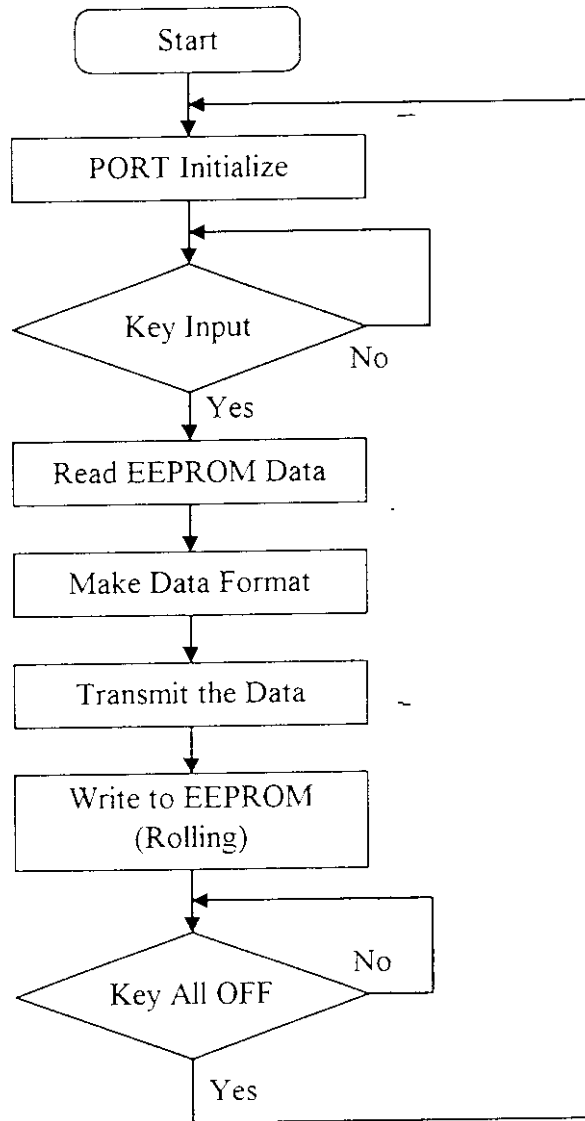 Start
PORT Initialize
Key Input
No
Yes
Read EEPROM Data
Make Data Format
Transmit the Data
Write to EEPROM
(Rolling)
No
Key All OFF
Yes